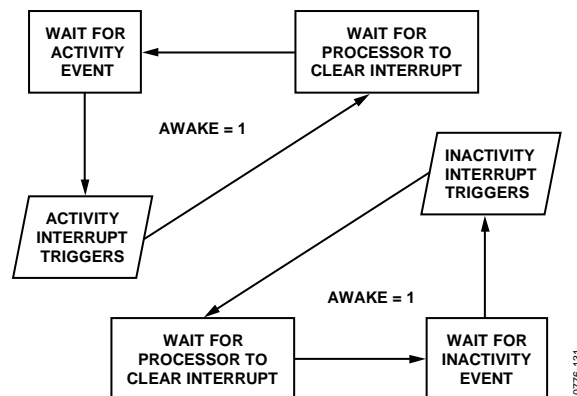 WAIT FOR
ACTIVITY
EVENT
WAIT FOR
PROCESSOR TO
CLEAR INTERRUPT
AWAKE = 1
ACTIVITY
INTERRUPT
TRIGGERS
INACTIVITY
INTERRUPT
TRIGGERS
AWAKE = 1
WAIT FOR
PROCESSOR TO
CLEAR INTERRUPT
WAIT FOR
INACTIVITY
EVENT